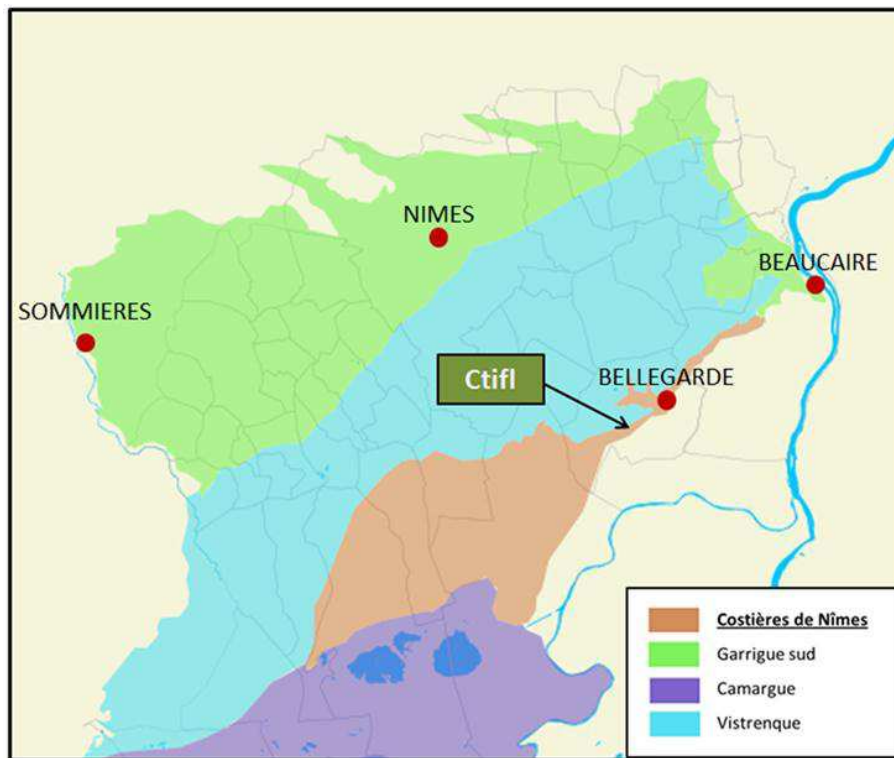 NIMES
BEAUCAIRE
SOMMIERES
Ctifl
BELLEGARDE
Costières de Nîmes
Garrigue sud
Camargue
Vistrenque